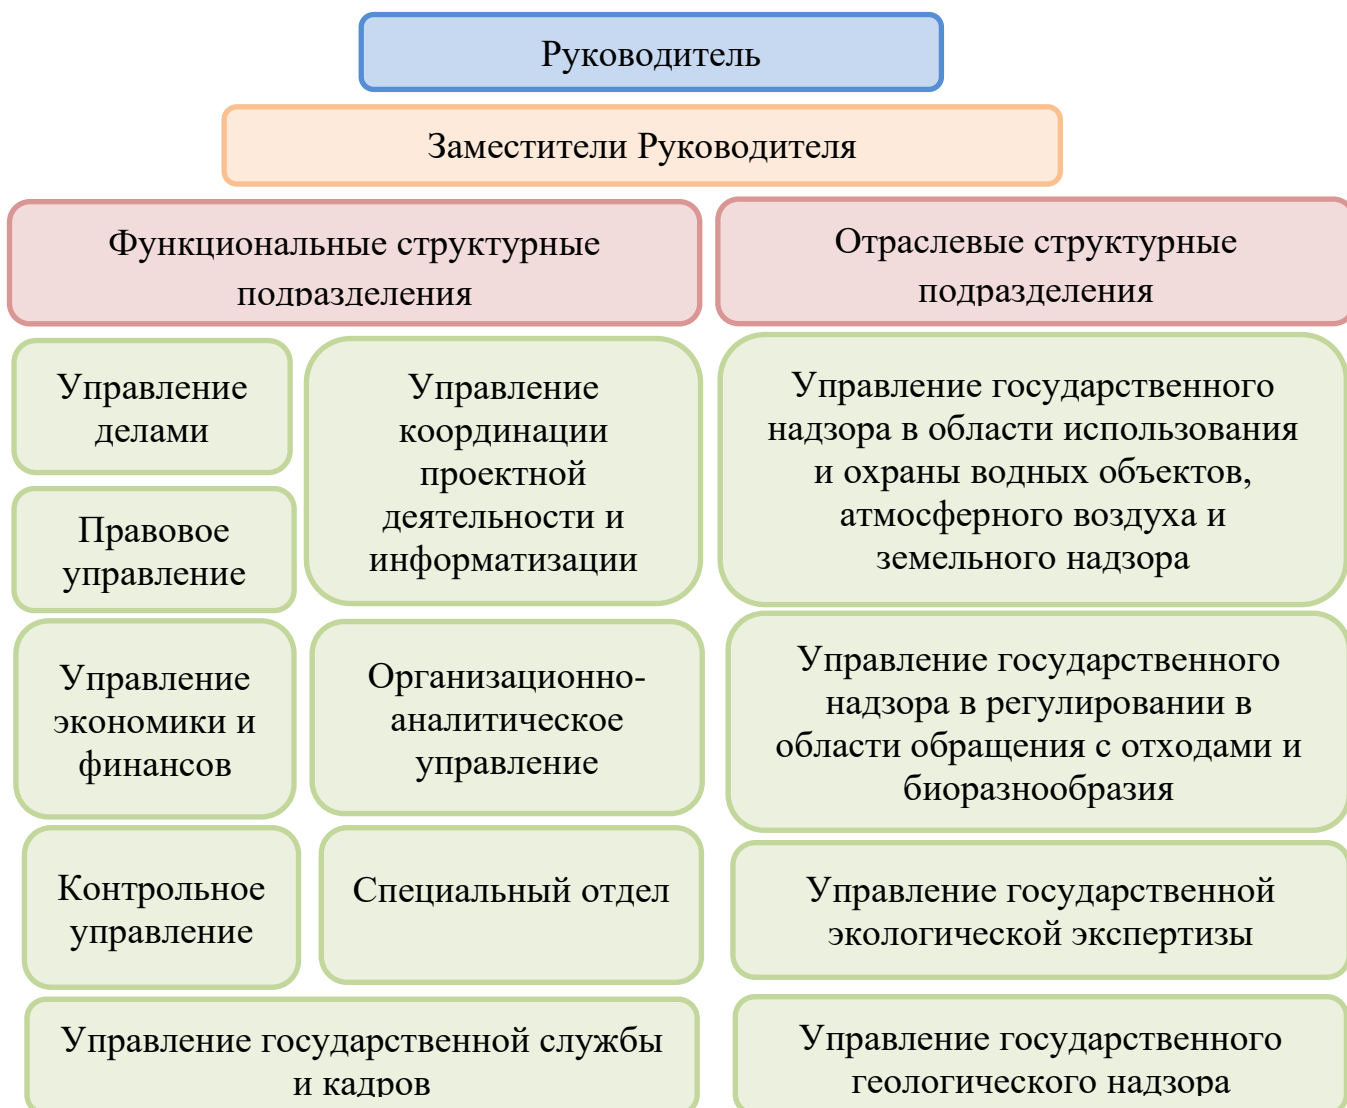 Руководитель
Заместители Руководителя
Функциональные структурные
подразделения
Отраслевые структурные
подразделения
Управление
делами
Правовое
управление
Управление
экономики и
финансов
Контрольное
управление
Управление
координации
проектной
деятельности и
информатизации
Организационно-
аналитическое
управление
Специальный отдел
Управление государственной службы
и кадров
Управление государственного
надзора в области использования
и охраны водных объектов,
атмосферного воздуха и
земельного надзора
Управление государственного
надзора в регулировании в
области обращения с отходами и
биоразнообразия
Управление государственной
экологической экспертизы
Управление государственного
геологического надзора